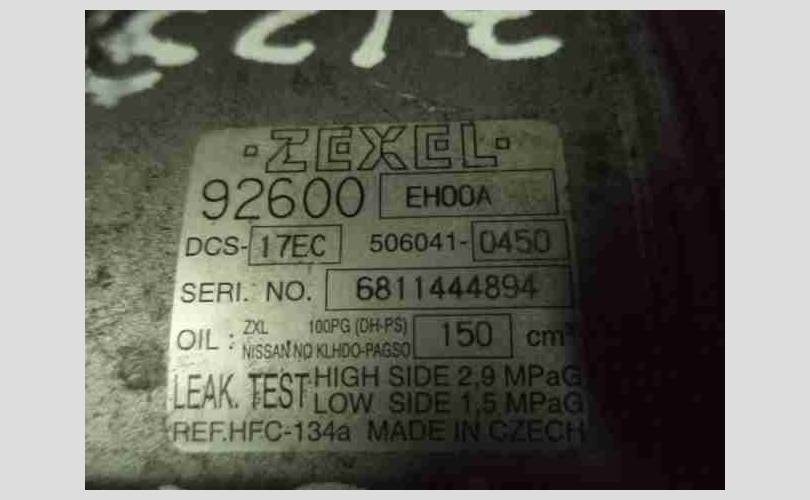 ZEXEL
92600 EH00A
DCS-17EC 506041-0450
SERI. NO. 6811444894
OIL : ZXL 100PG (DH-PS) 150 cm³
NISSAN NO KLHDO-PAGSO
LEAK. TEST HIGH SIDE 2,9 MPaG
LOW SIDE 1,5 MPaG
REF.HFC-134a MADE IN CZECH